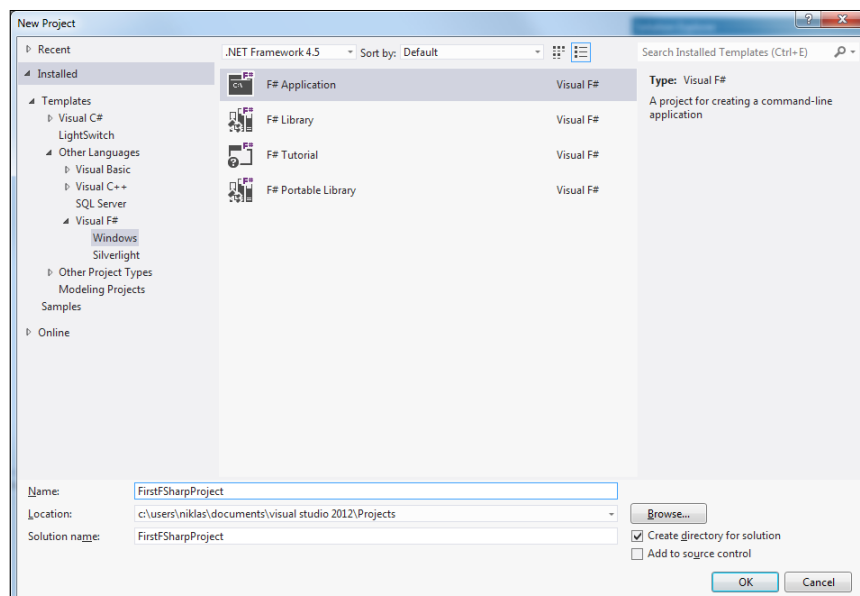 New Project
Recent
.NET Framework 4.5
Sort by: Default
Search Installed Templates (Ctrl+E)
Installed
Templates
Visual C#
LightSwitch
Other Languages
Visual Basic
Visual C++
SQL Server
Visual F#
Windows
Silverlight
Other Project Types
Modeling Projects
Samples
Online
F# Application Visual F#
F# Library Visual F#
F# Tutorial Visual F#
F# Portable Library Visual F#
Type: Visual F#
A project for creating a command-line
application
Name: FirstFSharpProject
Location: c:\users\niklas\documents\visual studio 2012\Projects
Browse...
Solution name: FirstFSharpProject
Create directory for solution
Add to source control
OK Cancel